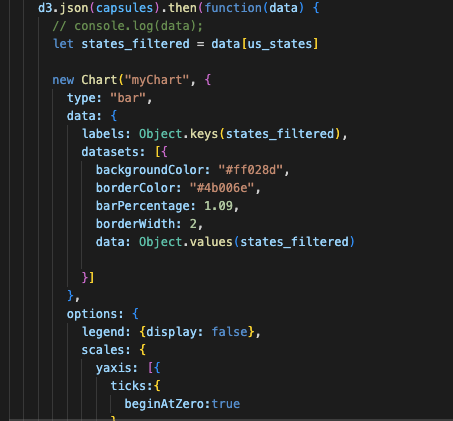 d3.json(capsules).then(function(data) {
// console.log(data);
let states_filtered = data[us_states]
new Chart("myChart", {
type: "bar",
data: {
labels: Object.keys(states_filtered),
datasets: [{
backgroundColor: "#ff028d",
borderColor: "#4b006e",
barPercentage: 1.09,
borderWidth: 2,
data: Object.values(states_filtered)
}]
},
options: {
legend: {display: false},
scales: {
yaxis: [{
ticks:{
beginAtZero:true
}